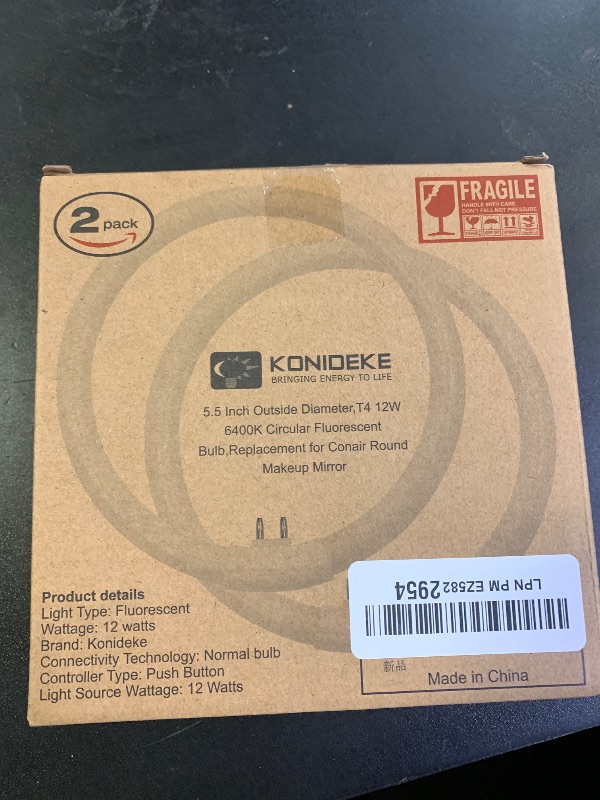 2 pack
FRAGILE
HANDLE WITH CARE
DON'T FALL NOT PRESSURE
KONIDEKE
BRINGING ENERGY TO LIFE
5.5 Inch Outside Diameter,T4 12W
6400K Circular Fluorescent
Bulb,Replacement for Conair Round
Makeup Mirror
Product details
Light Type: Fluorescent
Wattage: 12 watts
Brand: Konideke
Connectivity Technology: Normal bulb
Controller Type: Push Button
Light Source Wattage: 12 Watts
LPN PM EZ5822954
新品
Made in China